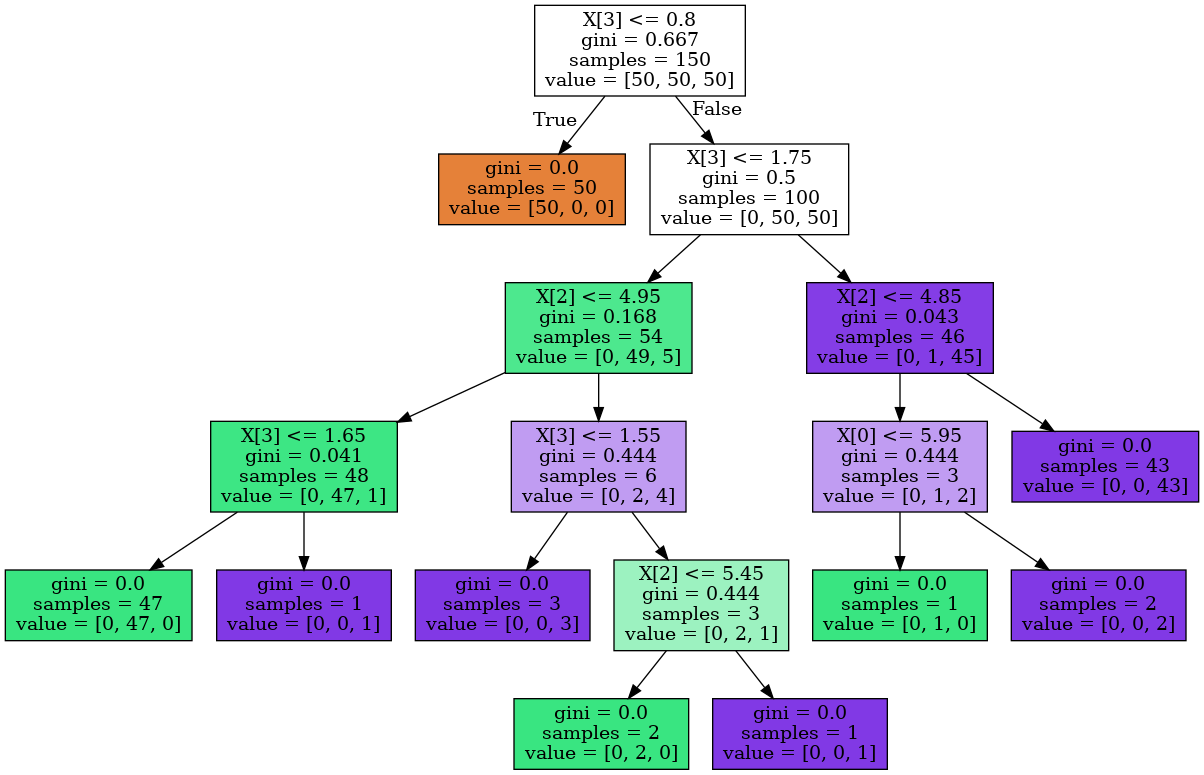 X[3] <= 0.8
gini = 0.667
samples = 150
value = [50, 50, 50]
True
False
gini = 0.0
samples = 50
value = [50, 0, 0]
X[3] <= 1.75
gini = 0.5
samples = 100
value = [0, 50, 50]
X[2] <= 4.95
gini = 0.168
samples = 54
value = [0, 49, 5]
X[2] <= 4.85
gini = 0.043
samples = 46
value = [0, 1, 45]
X[3] <= 1.65
gini = 0.041
samples = 48
value = [0, 47, 1]
X[3] <= 1.55
gini = 0.444
samples = 6
value = [0, 2, 4]
X[0] <= 5.95
gini = 0.444
samples = 3
value = [0, 1, 2]
gini = 0.0
samples = 43
value = [0, 0, 43]
gini = 0.0
samples = 47
value = [0, 47, 0]
gini = 0.0
samples = 1
value = [0, 0, 1]
gini = 0.0
samples = 3
value = [0, 0, 3]
X[2] <= 5.45
gini = 0.444
samples = 3
value = [0, 2, 1]
gini = 0.0
samples = 1
value = [0, 1, 0]
gini = 0.0
samples = 2
value = [0, 0, 2]
gini = 0.0
samples = 2
value = [0, 2, 0]
gini = 0.0
samples = 1
value = [0, 0, 1]